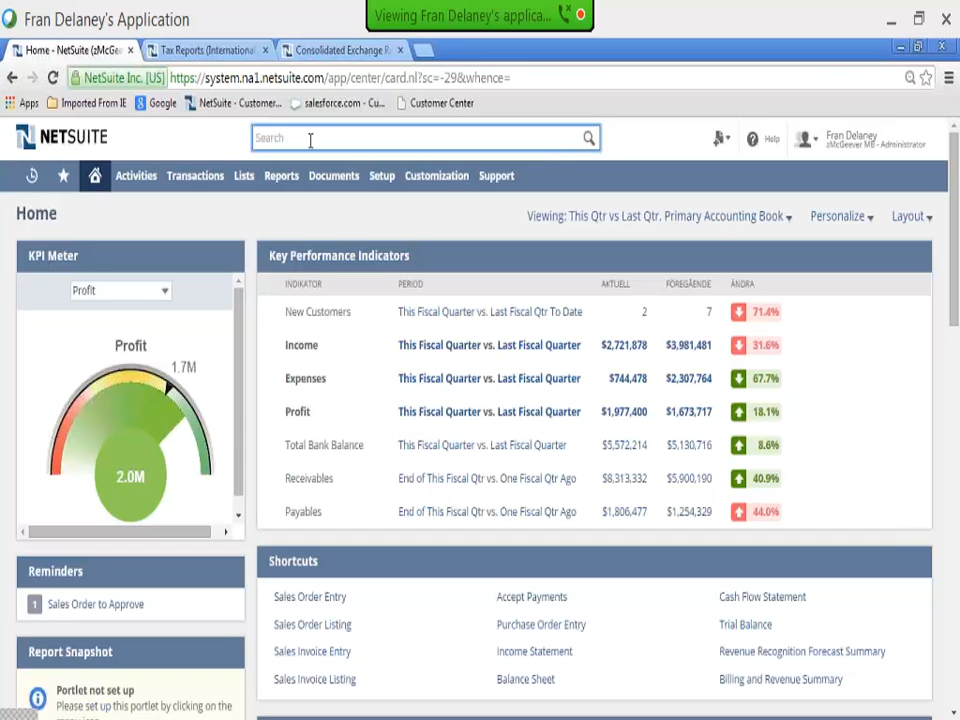 Fran Delaney's Application
Viewing Fran Delaney's applica...
Home - NetSuite (zMcGe
Tax Reports (International
Consolidated Exchange R
NetSuite Inc. [US] https://system.na1.netsuite.com/app/center/card.nl?sc=-29&whence=
Apps Imported From IE Google NetSuite - Customer... salesforce.com - Cu... Customer Center
NETSUITE
Search
Help
Fran Delaney
zMcGeever MB - Administrator
Activities Transactions Lists Reports Documents Setup Customization Support
Home
Viewing: This Qtr vs Last Qtr. Primary Accounting Book
Personalize
Layout
KPI Meter
Profit
Profit
1.7M
2.0M
Key Performance Indicators
INDIKATOR PERIOD AKTUELL FÖREGÅENDE ÄNDRA
New Customers This Fiscal Quarter vs. Last Fiscal Qtr To Date 2 7 71.4%
Income This Fiscal Quarter vs. Last Fiscal Quarter $2,721,878 $3,981,481 31.6%
Expenses This Fiscal Quarter vs. Last Fiscal Quarter $744,478 $2,307,764 67.7%
Profit This Fiscal Quarter vs. Last Fiscal Quarter $1,977,400 $1,673,717 18.1%
Total Bank Balance This Fiscal Quarter vs. Last Fiscal Quarter $5,572,214 $5,130,716 8.6%
Receivables End of This Fiscal Qtr vs. One Fiscal Qtr Ago $8,313,332 $5,900,190 40.9%
Payables End of This Fiscal Qtr vs. One Fiscal Qtr Ago $1,806,477 $1,254,329 44.0%
Reminders
1 Sales Order to Approve
Report Snapshot
Portlet not set up
Please set up this portlet by clicking on the
Shortcuts
Sales Order Entry Accept Payments Cash Flow Statement
Sales Order Listing Purchase Order Entry Trial Balance
Sales Invoice Entry Income Statement Revenue Recognition Forecast Summary
Sales Invoice Listing Balance Sheet Billing and Revenue Summary